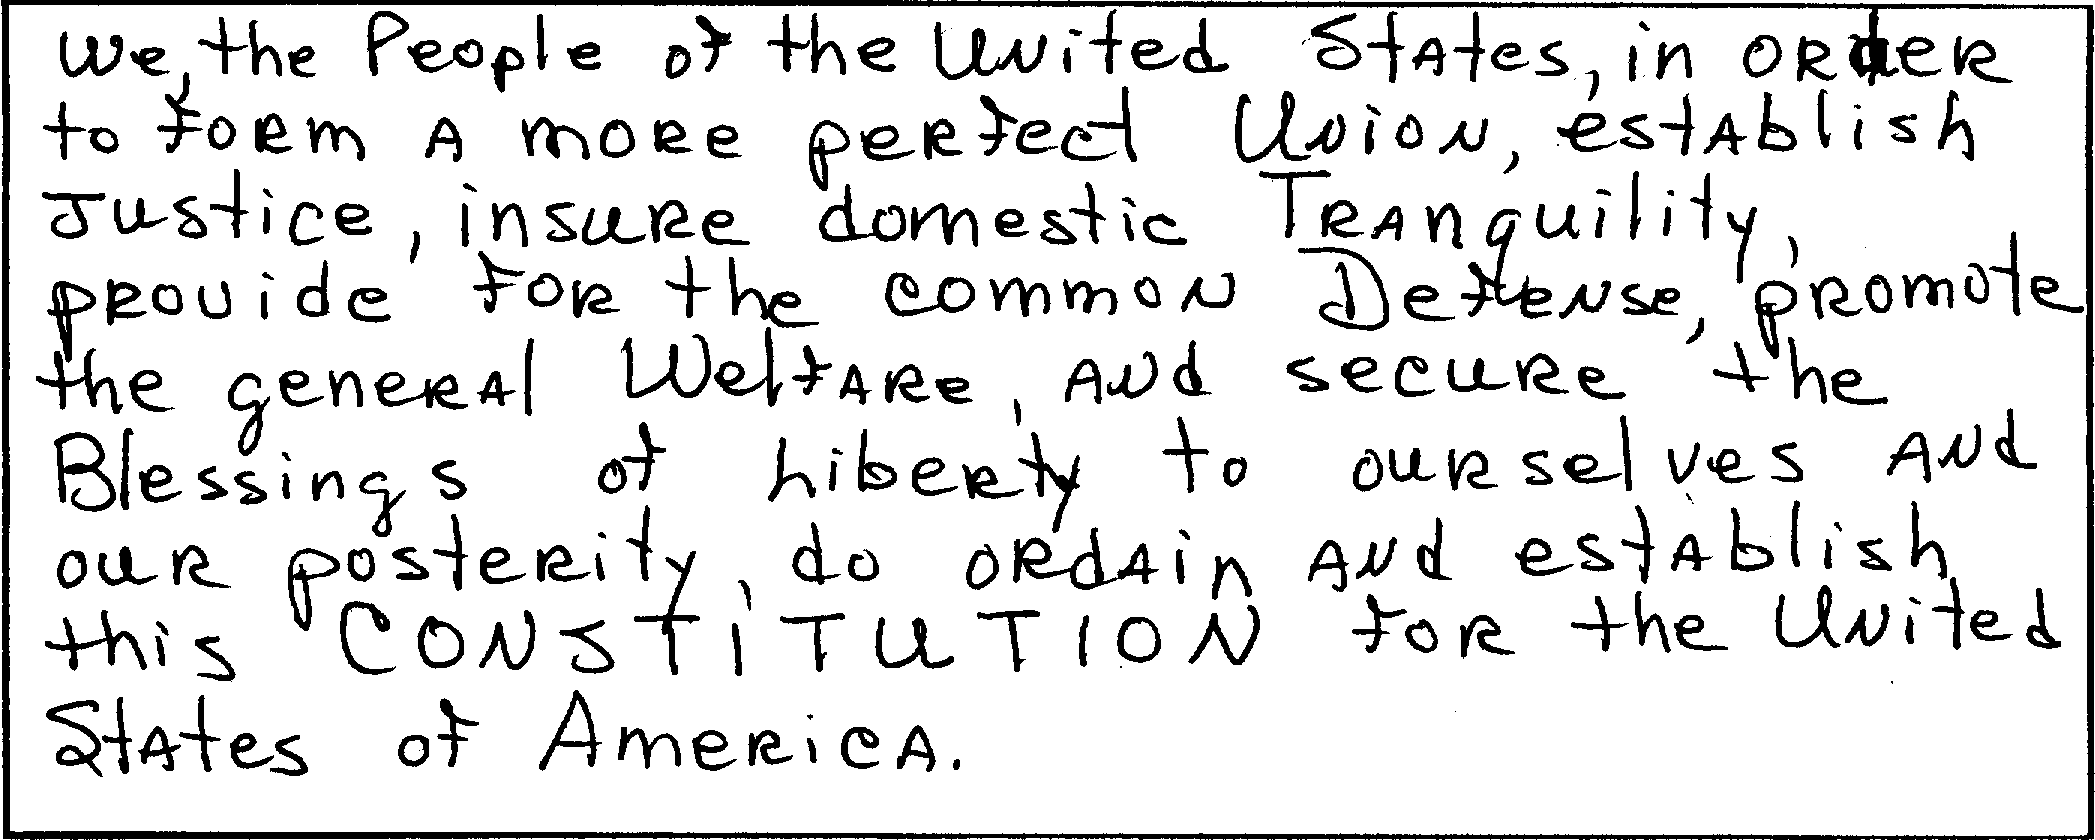 We, the People of the United States, in order
to form a more perfect Union, establish
Justice, insure domestic Tranquility,
provide for the common Defense, promote
the general Welfare, and secure the
Blessings of Liberty to ourselves and
our posterity, do ordain and establish
this CONSTITUTION for the United
States of America.